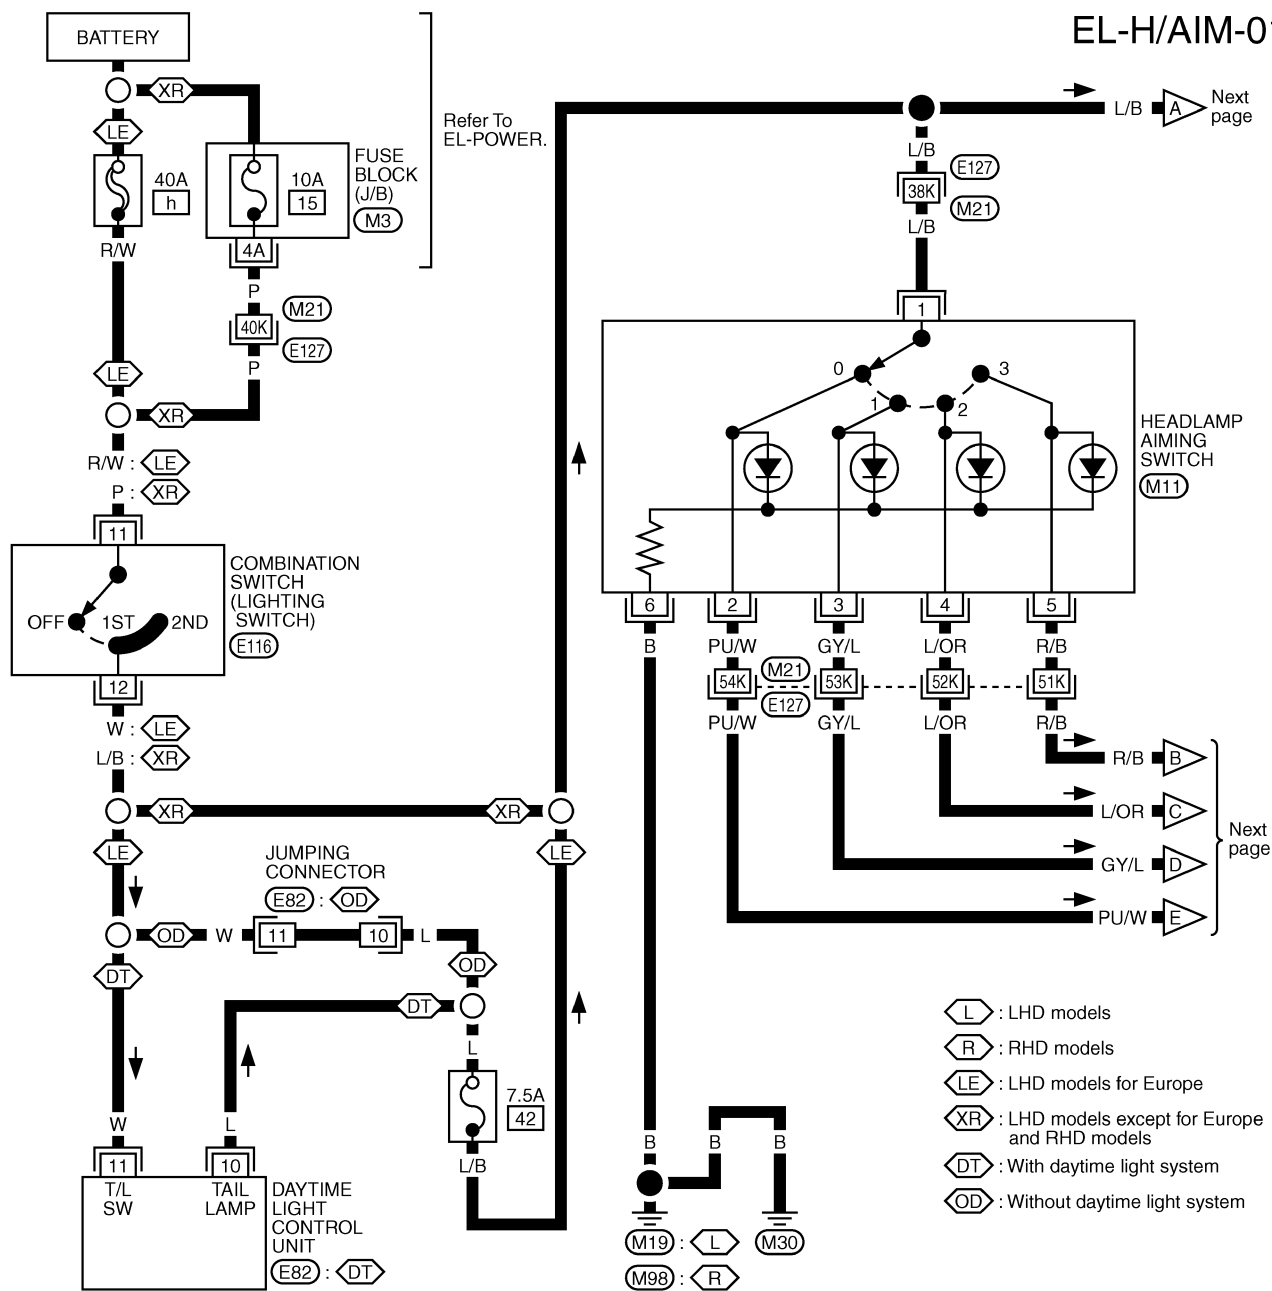 EL-H/AIM-01
BATTERY
XR
LE
40A
h
10A
15
FUSE
BLOCK
(J/B)
M3
Refer To
EL-POWER.
R/W
4A
P
M21
40K
E127
P
LE
XR
R/W : LE
P : XR
11
COMBINATION
SWITCH
(LIGHTING
SWITCH)
E116
OFF
1ST
2ND
12
W : LE
L/B : XR
XR
XR
LE
LE
JUMPING
CONNECTOR
E82 : OD
OD
W
11
10
L
OD
DT
DT
L
7.5A
42
L/B
W
L
11
10
T/L
SW
TAIL
LAMP
DAYTIME
LIGHT
CONTROL
UNIT
E82 : DT
L/B
A
Next
page
L/B
E127
38K
M21
L/B
1
0
1
2
3
HEADLAMP
AIMING
SWITCH
M11
6
2
3
4
5
B
PU/W
GY/L
L/OR
R/B
M21
54K
53K
52K
51K
E127
PU/W
GY/L
L/OR
R/B
R/B
B
L/OR
C
GY/L
D
PU/W
E
Next
page
B
B
B
M19 : L
M30
M98 : R
L : LHD models
R : RHD models
LE : LHD models for Europe
XR : LHD models except for Europe
and RHD models
DT : With daytime light system
OD : Without daytime light system